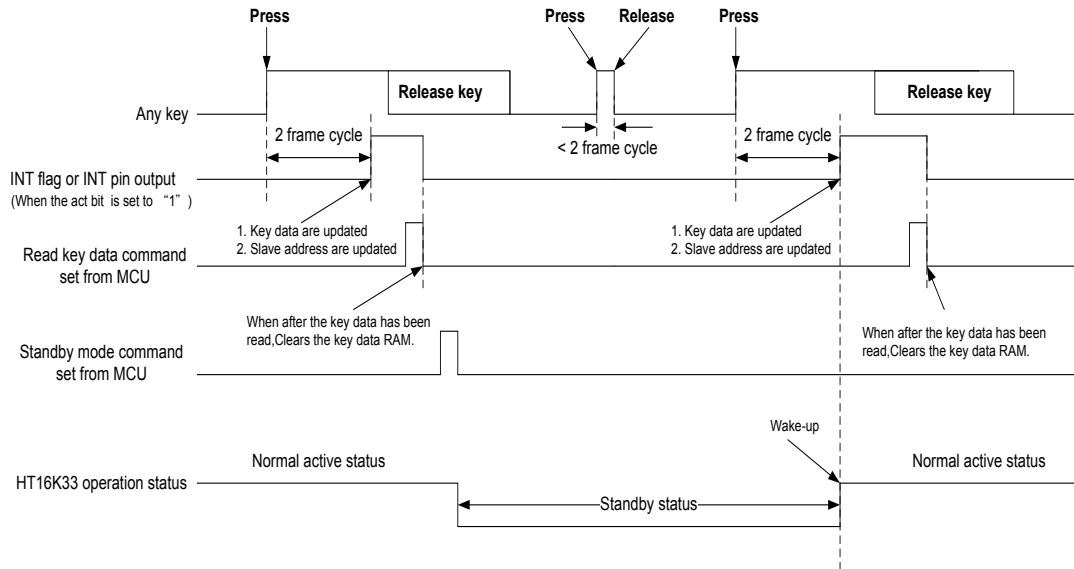 Press
Press
Release
Press
Any key
Release key
Release key
2 frame cycle
< 2 frame cycle
2 frame cycle
INT flag or INT pin output
(When the act bit is set to “1” )
1. Key data are updated
2. Slave address are updated
1. Key data are updated
2. Slave address are updated
Read key data command
set from MCU
When after the key data has been
read,Clears the key data RAM.
When after the key data has been
read,Clears the key data RAM.
Standby mode command
set from MCU
Wake-up
Normal active status
Normal active status
HT16K33 operation status
Standby status